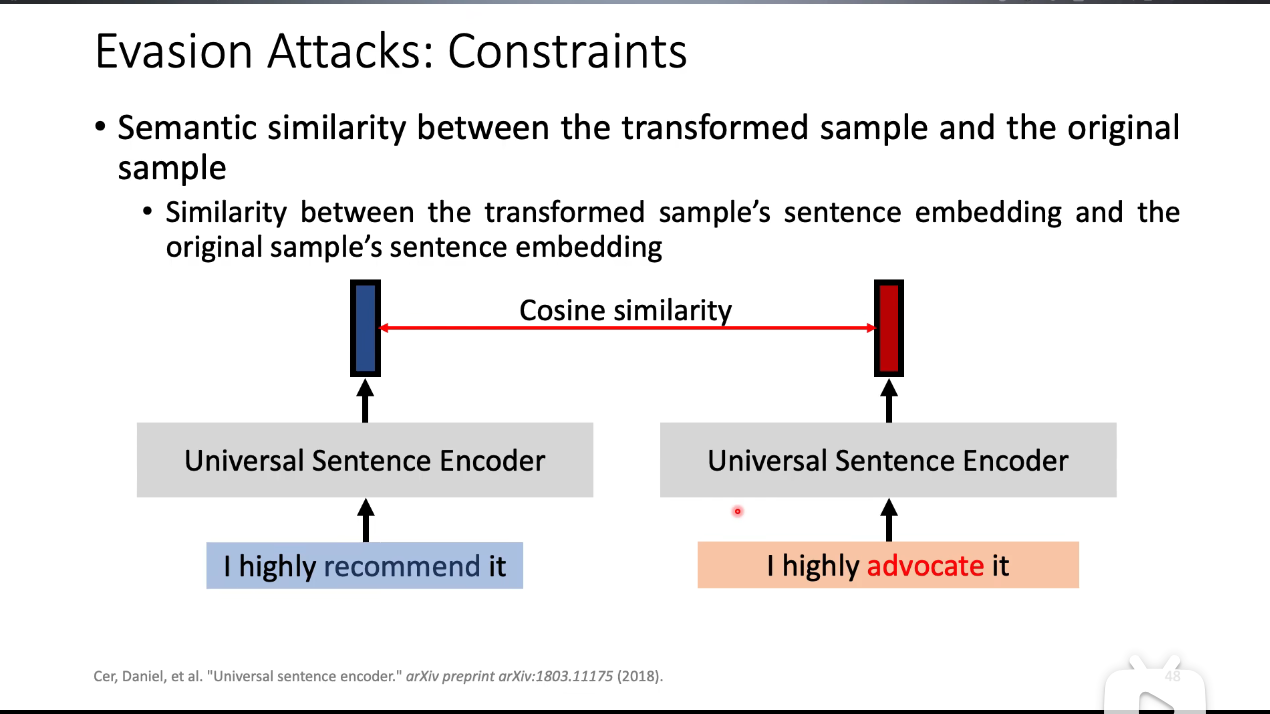 Evasion Attacks: Constraints
• Semantic similarity between the transformed sample and the original
sample
• Similarity between the transformed sample’s sentence embedding and the
original sample’s sentence embedding
Cosine similarity
Universal Sentence Encoder
Universal Sentence Encoder
I highly recommend it
I highly advocate it
Cer, Daniel, et al. "Universal sentence encoder." arXiv preprint arXiv:1803.11175 (2018).
48